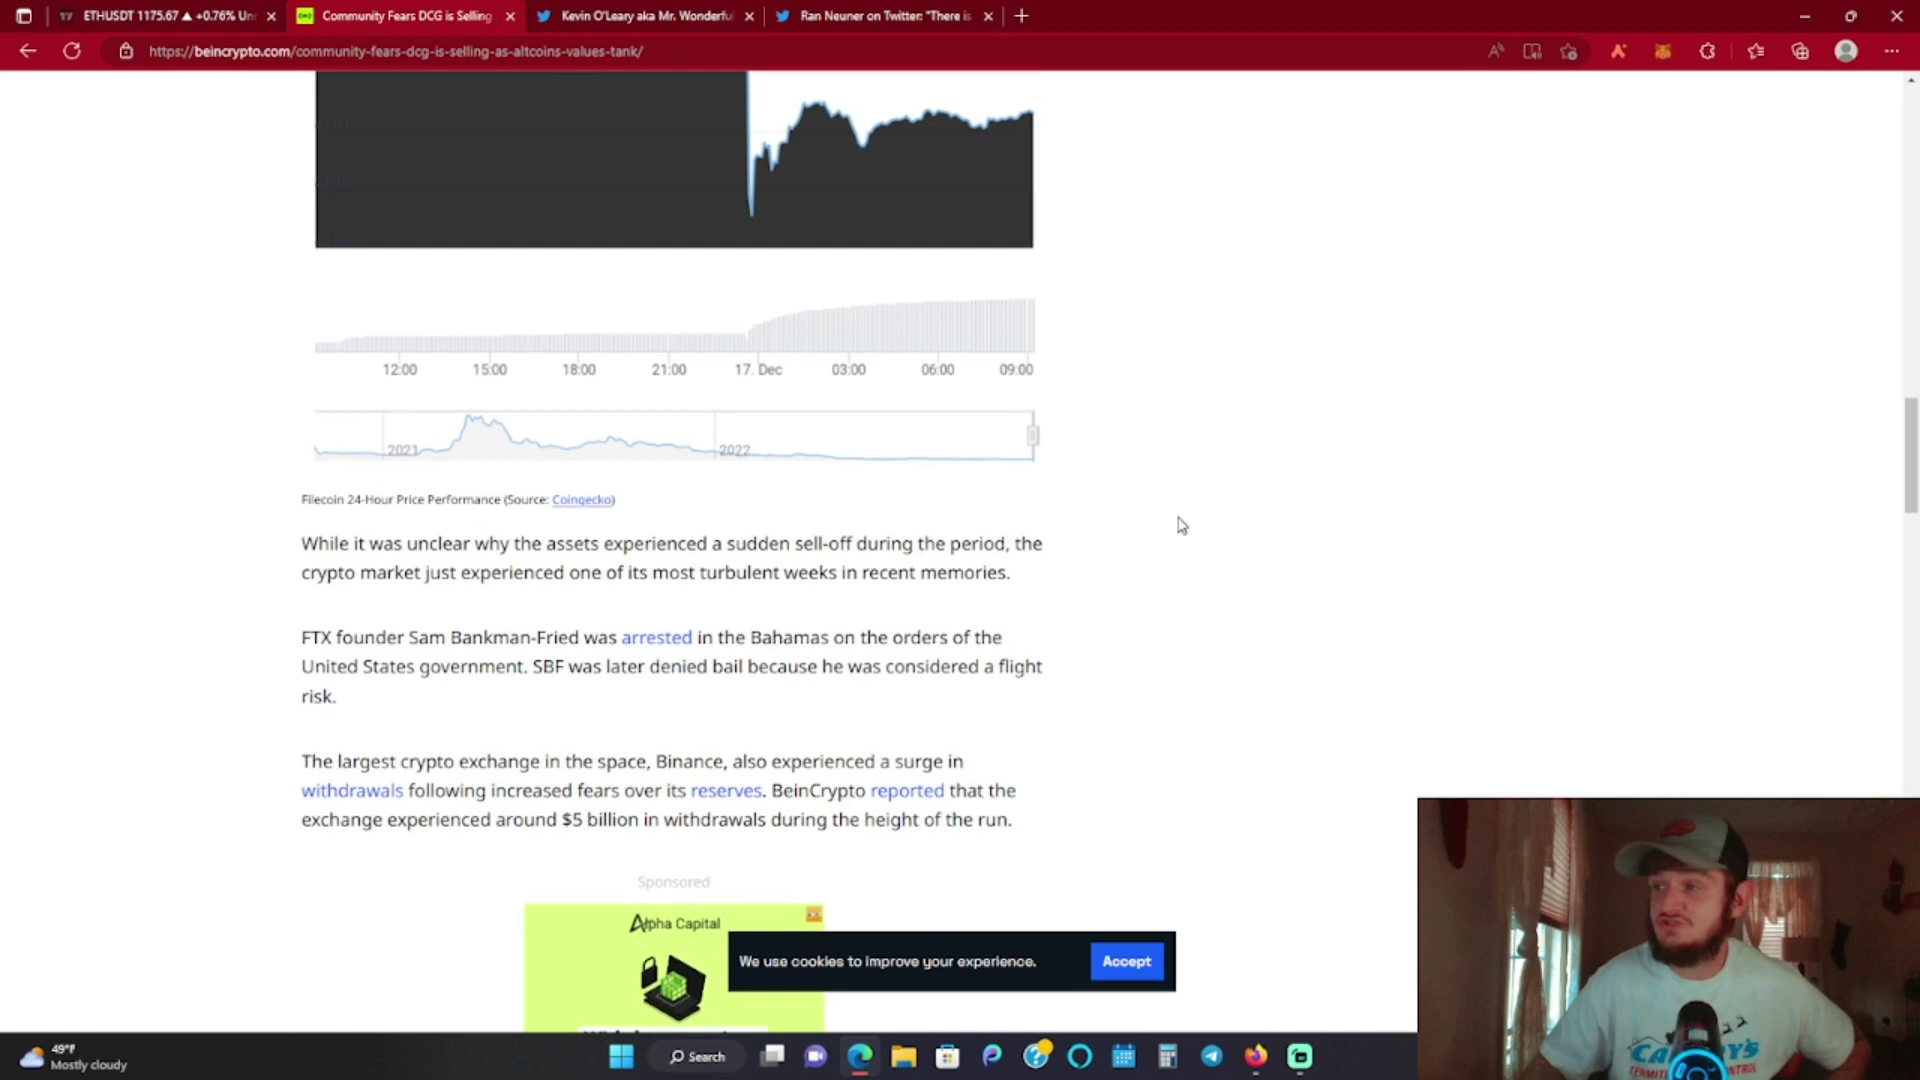 ETHUSDT 1175.67 ▲ +0.76% Un
Community Fears DCG is Selling
Kevin O'Leary aka Mr. Wonderfu
Ran Neuner on Twitter: "There is
https://beincrypto.com/community-fears-dcg-is-selling-as-altcoins-values-tank/
12:00 15:00 18:00 21:00 17. Dec 03:00 06:00 09:00
2021 2022
Filecoin 24-Hour Price Performance (Source: Coingecko)
While it was unclear why the assets experienced a sudden sell-off during the period, the
crypto market just experienced one of its most turbulent weeks in recent memories.
FTX founder Sam Bankman-Fried was arrested in the Bahamas on the orders of the
United States government. SBF was later denied bail because he was considered a flight
risk.
The largest crypto exchange in the space, Binance, also experienced a surge in
withdrawals following increased fears over its reserves. BeinCrypto reported that the
exchange experienced around $5 billion in withdrawals during the height of the run.
Sponsored
Alpha Capital
We use cookies to improve your experience.
Accept
49°F
Mostly cloudy
Search